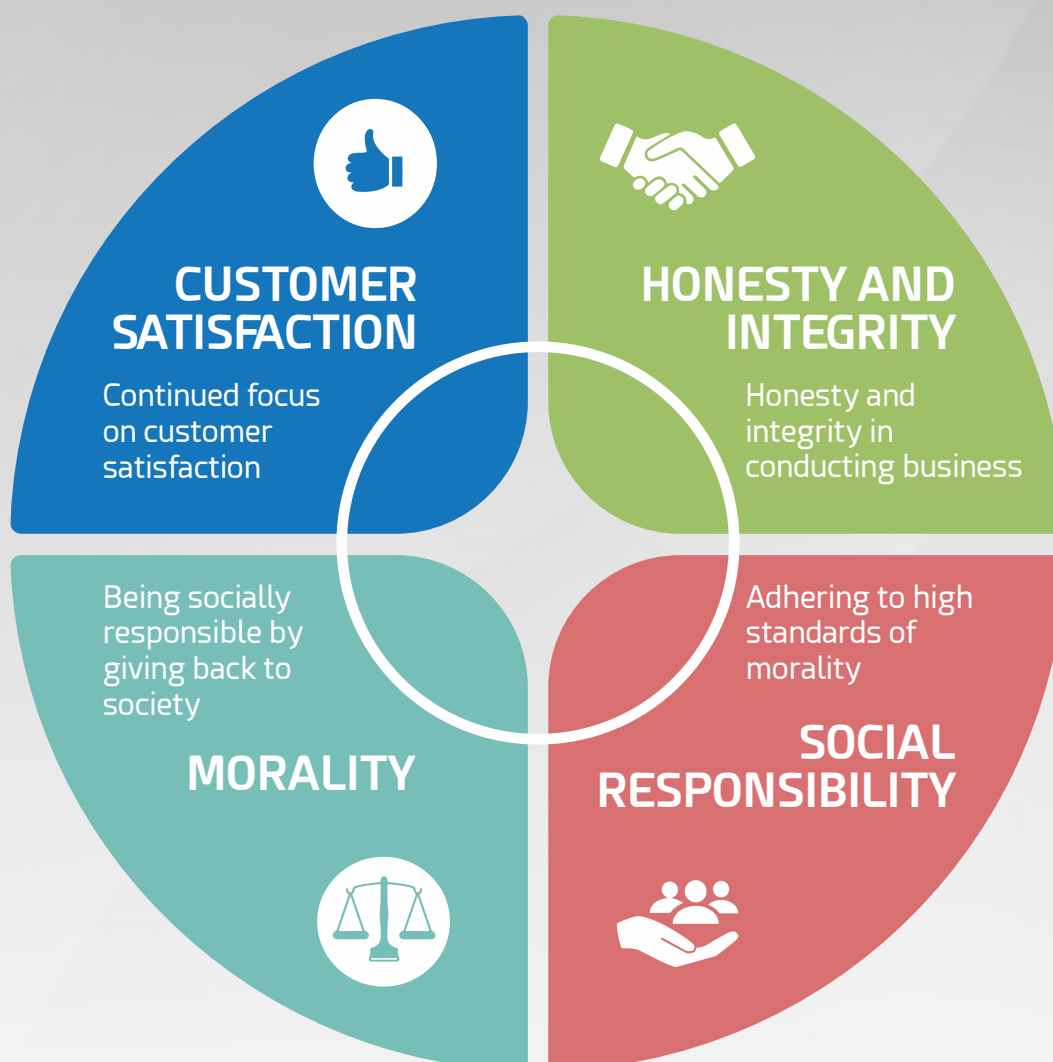 CUSTOMER
SATISFACTION
Continued focus
on customer
satisfaction
HONESTY AND
INTEGRITY
Honesty and
integrity in
conducting business
Being socially
responsible by
giving back to
society
MORALITY
Adhering to high
standards of
morality
SOCIAL
RESPONSIBILITY